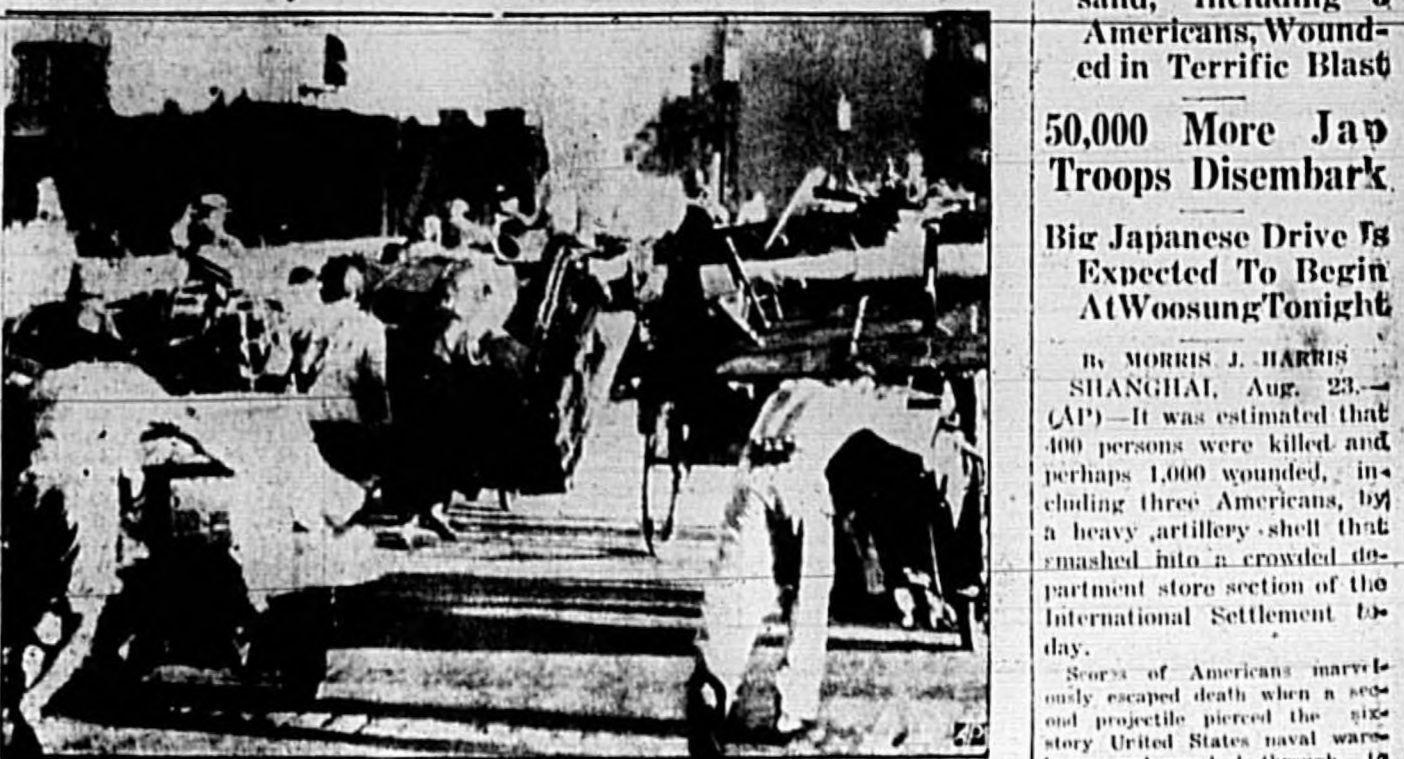 sand, Including
Americans, Wound-
ed in Terrific Blast
50,000 More Jap
Troops Disembark
Big Japanese Drive Is
Expected To Begin
At Woosung Tonight
By MORRIS J. HARRIS
SHANGHAI, Aug. 23.—
(AP)—It was estimated that
400 persons were killed and
perhaps 1,000 wounded, in-
cluding three Americans, by
a heavy artillery shell that
smashed into a crowded de-
partment store section of the
International Settlement to-
day.
Scores of Americans marvel-
ously escaped death when a sec-
ond projectile pierced the six-
story United States naval ware-
through
AP